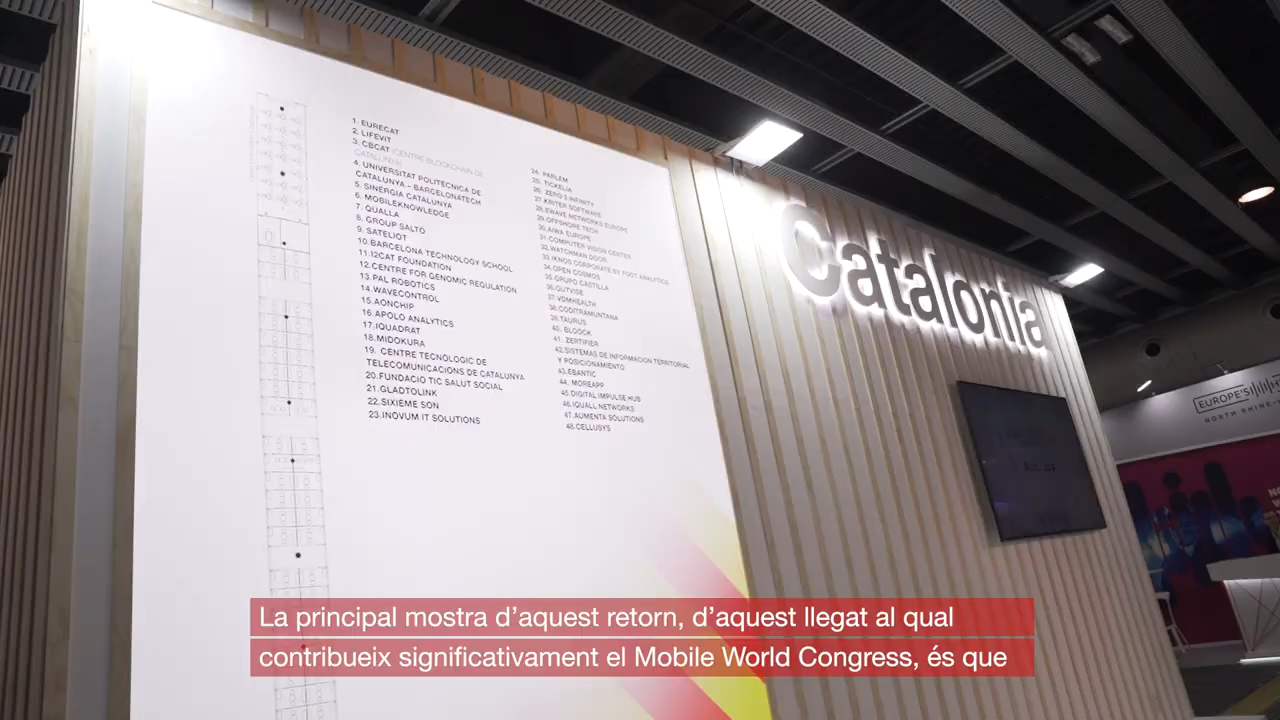 1. EURECAT
2. LIFEVIT
3. CBCAT (CENTRE BLOCKCHAIN DE
CATALUNYA)
4. UNIVERSITAT POLITECNICA DE
CATALUNYA - BARCELONATECH
5. SINERGIA CATALUNYA
6. MOBILEKNOWLEDGE
7. QUALLA
8. GROUP SALTO
9. SATELIOT
10. BARCELONA TECHNOLOGY SCHOOL
11. I2CAT FOUNDATION
12. CENTRE FOR GENOMIC REGULATION
13. PAL ROBOTICS
14. WAVECONTROL
15. AONCHIP
16. APOLO ANALYTICS
17. IQUADRAT
18. MIDOKURA
19. CENTRE TECNOLOGIC DE
TELECOMUNICACIONS DE CATALUNYA
20. FUNDACIO TIC SALUT SOCIAL
21. GLADTOLINK
22. SIXIEME SON
23. INOVUM IT SOLUTIONS
24. PARLEM
25. TICKELIA
26. ZERO 2 INFINITY
27. KRITER SOFTWARE
28. EWAVE NETWORKS EUROPE
29. OFFSHORE TECH
30. AIWA EUROPE
31. COMPUTER VISION CENTER
32. WATCHMAN DOOR
33. IKNOS CORPORATE BY FOOT ANALYTICS
34. OPEN COSMOS
35. GRUPO CASTILLA
36. OUTVISE
37. VDMHEALTH
38. CODITRAMUNTANA
39. TAURUS
40. BLOOCK
41. ZERTIFIER
42. SISTEMAS DE INFORMACION TERRITORIAL
Y POSICIONAMIENTO
43. EBANTIC
44. MOREAPP
45. DIGITAL IMPULSE HUB
46. IQUALL NETWORKS
47. AUMENTA SOLUTIONS
48. CELLUSYS
Catalonia
EUROPE'S
NORTH RHINE-
La principal mostra d'aquest retorn, d'aquest llegat al qual
contribueix significativament el Mobile World Congress, és que